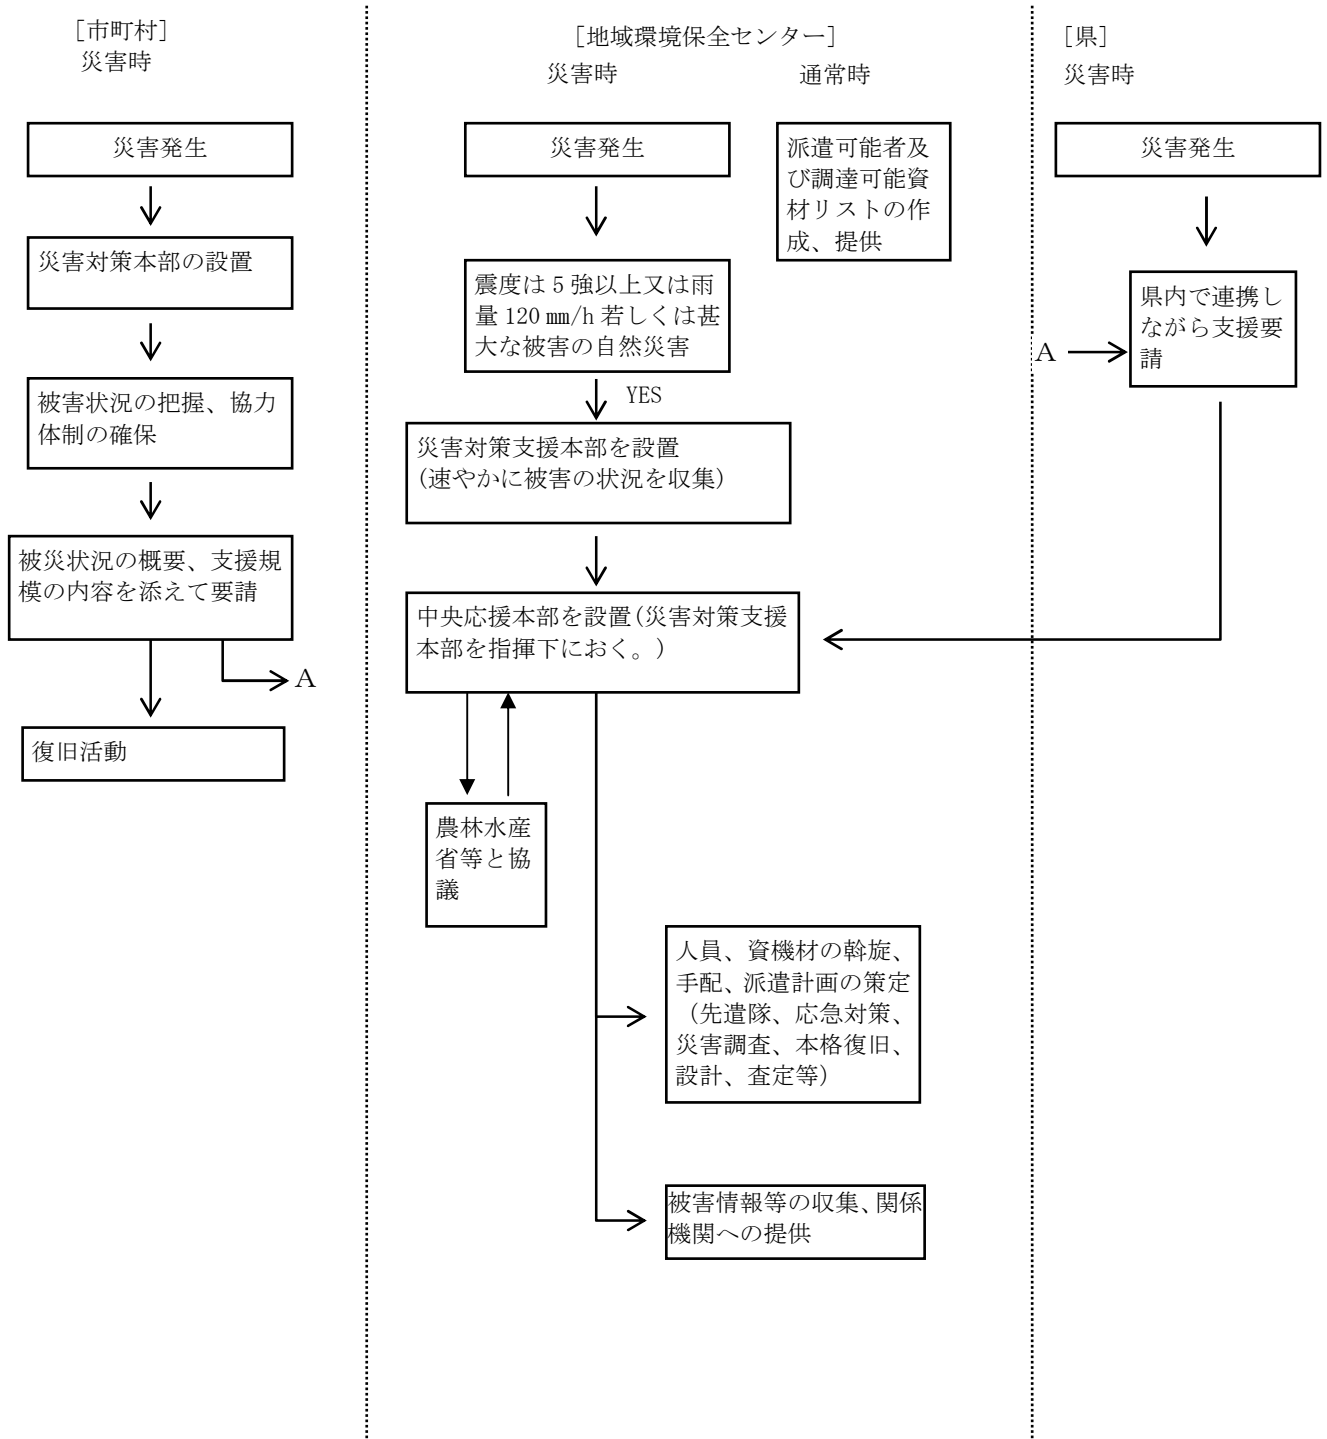 ［市町村］
災害時
災害発生
災害対策本部の設置
被害状況の把握、協力
体制の確保
被災状況の概要、支援規
模の内容を添えて要請
A
復旧活動
［地域環境保全センター］
災害時
通常時
災害発生
派遣可能者及
び調達可能資
材リストの作
成、提供
震度は 5 強以上又は雨
量 120 ㎜/h 若しくは甚
大な被害の自然災害
YES
災害対策支援本部を設置
(速やかに被害の状況を収集)
中央応援本部を設置(災害対策支援
本部を指揮下におく。)
農林水産
省等と協
議
人員、資機材の斡旋、
手配、派遣計画の策定
（先遣隊、応急対策、
災害調査、本格復旧、
設計、査定等）
被害情報等の収集、関係
機関への提供
［県］
災害時
災害発生
A
県内で連携し
ながら支援要
請